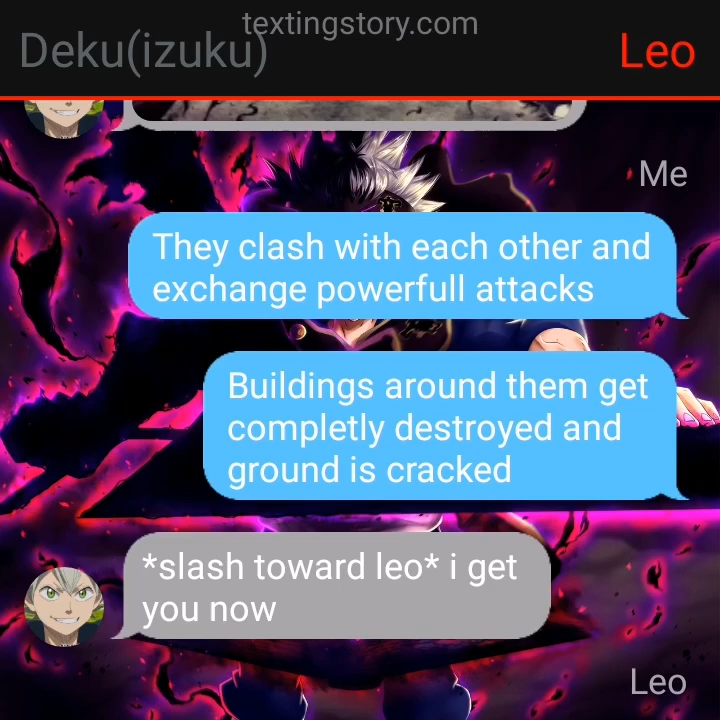 textingstory.com
Deku(izuku)
Leo
Me
They clash with each other and
exchange powerfull attacks
Buildings around them get
completly destroyed and
ground is cracked
*slash toward leo* i get
you now
Leo